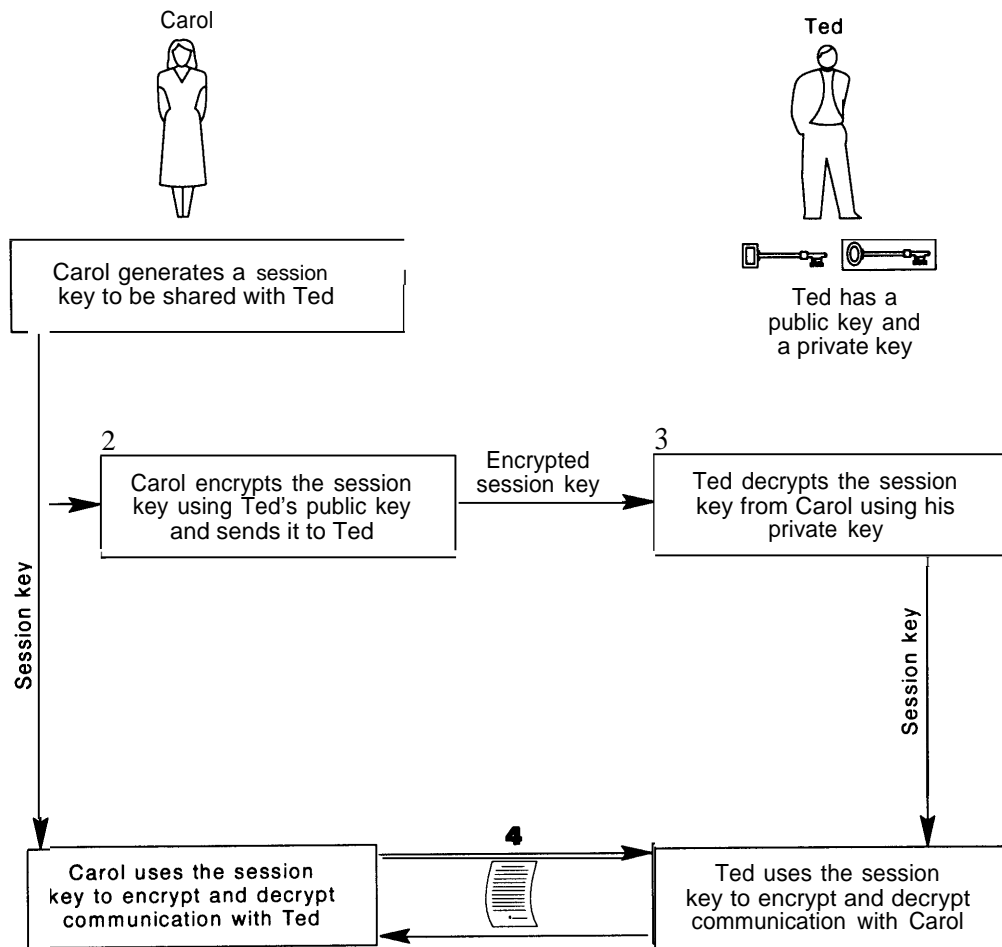 Carol
Ted
Carol generates a session
key to be shared with Ted
Ted has a
public key and
a private key
2
Carol encrypts the session
key using Ted's public key
and sends it to Ted
Encrypted
session key
3
Ted decrypts the session
key from Carol using his
private key
Session key
Session key
4
Carol uses the session
key to encrypt and decrypt
communication with Ted
Ted uses the session
key to encrypt and decrypt
communication with Carol